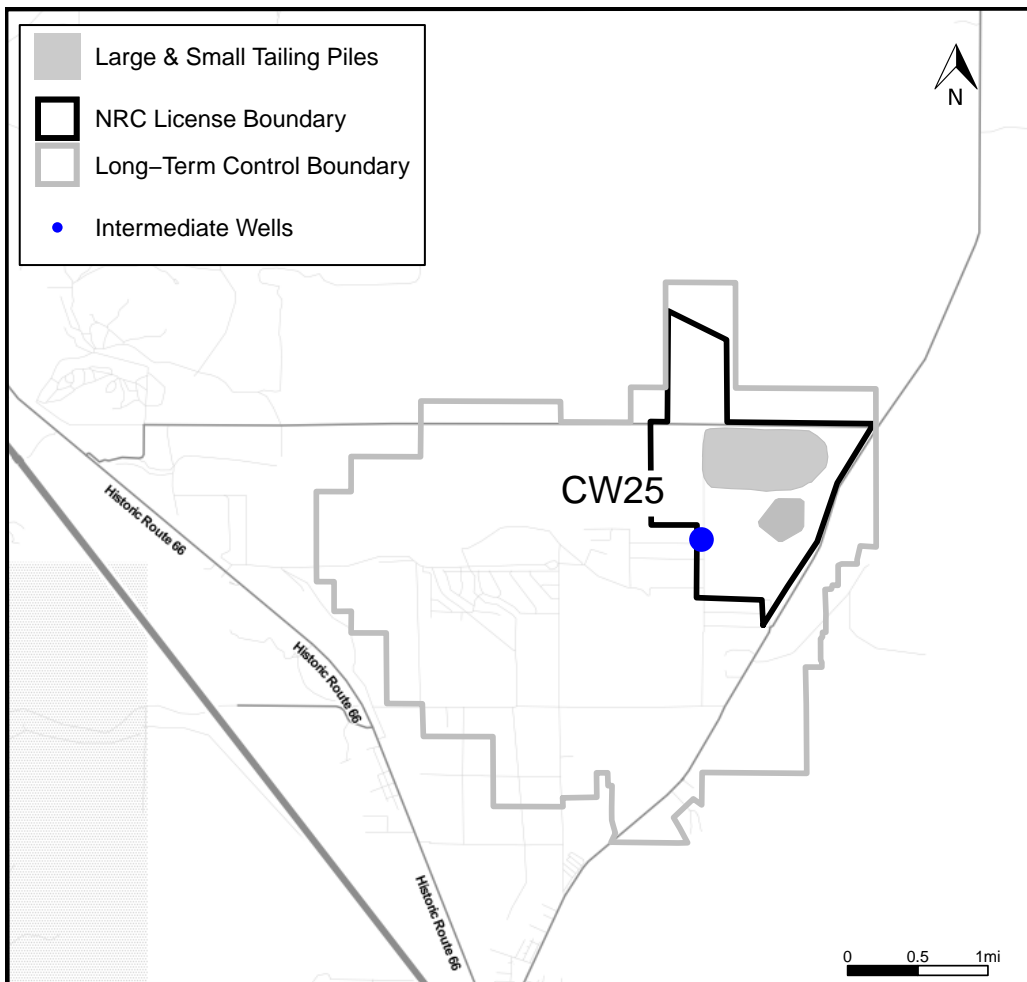 Large & Small Tailing Piles
NRC License Boundary
Long−Term Control Boundary
Intermediate Wells
N
CW25
Historic Route 66
Historic Route 66
Historic Route 66
0 0.5 1mi